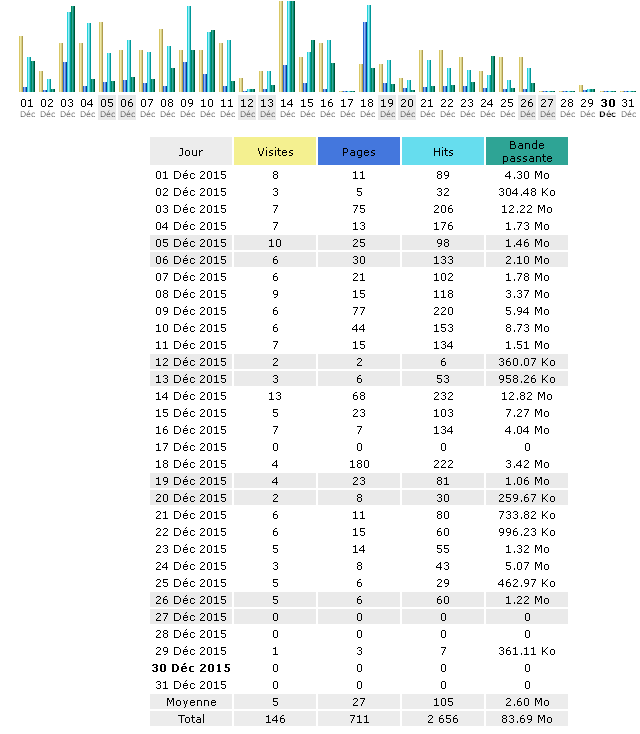 01 02 03 04 05 06 07 08 09 10 11 12 13 14 15 16 17 18 19 20 21 22 23 24 25 26 27 28 29 30 31
Déc Déc Déc Déc Déc Déc Déc Déc Déc Déc Déc Déc Déc Déc Déc Déc Déc Déc Déc Déc Déc Déc Déc Déc Déc Déc Déc Déc Déc Déc Déc
Jour Visites Pages Hits Bande passante
01 Déc 2015 8 11 89 4.30 Mo
02 Déc 2015 3 5 32 304.48 Ko
03 Déc 2015 7 75 206 12.22 Mo
04 Déc 2015 7 13 176 1.73 Mo
05 Déc 2015 10 25 98 1.46 Mo
06 Déc 2015 6 30 133 2.10 Mo
07 Déc 2015 6 21 102 1.78 Mo
08 Déc 2015 9 15 118 3.37 Mo
09 Déc 2015 6 77 220 5.94 Mo
10 Déc 2015 6 44 153 8.73 Mo
11 Déc 2015 7 15 134 1.51 Mo
12 Déc 2015 2 2 6 360.07 Ko
13 Déc 2015 3 6 53 958.26 Ko
14 Déc 2015 13 68 232 12.82 Mo
15 Déc 2015 5 23 103 7.27 Mo
16 Déc 2015 7 7 134 4.04 Mo
17 Déc 2015 0 0 0 0
18 Déc 2015 4 180 222 3.42 Mo
19 Déc 2015 4 23 81 1.06 Mo
20 Déc 2015 2 8 30 259.67 Ko
21 Déc 2015 6 11 80 733.82 Ko
22 Déc 2015 6 15 60 996.23 Ko
23 Déc 2015 5 14 55 1.32 Mo
24 Déc 2015 3 8 43 5.07 Mo
25 Déc 2015 5 6 29 462.97 Ko
26 Déc 2015 5 6 60 1.22 Mo
27 Déc 2015 0 0 0 0
28 Déc 2015 0 0 0 0
29 Déc 2015 1 3 7 361.11 Ko
30 Déc 2015 0 0 0 0
31 Déc 2015 0 0 0 0
Moyenne 5 27 105 2.60 Mo
Total 146 711 2 656 83.69 Mo